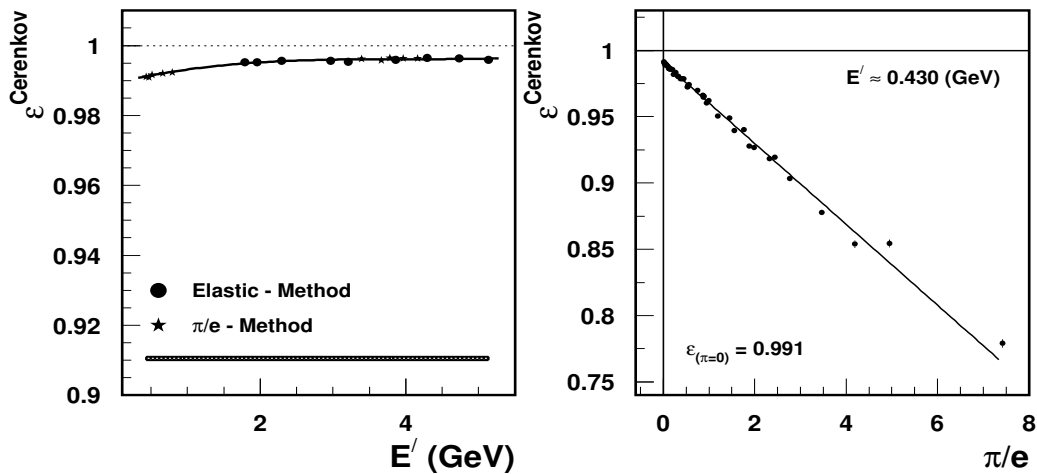 ε Cerenkov
1
0.98
0.96
0.94
0.92
0.9
Elastic - Method
π/e - Method
2
4
E′ (GeV)
ε Cerenkov
1
0.95
0.9
0.85
0.8
0.75
E′ ≈ 0.430 (GeV)
ε(π=0) = 0.991
0
2
4
6
8
π/e